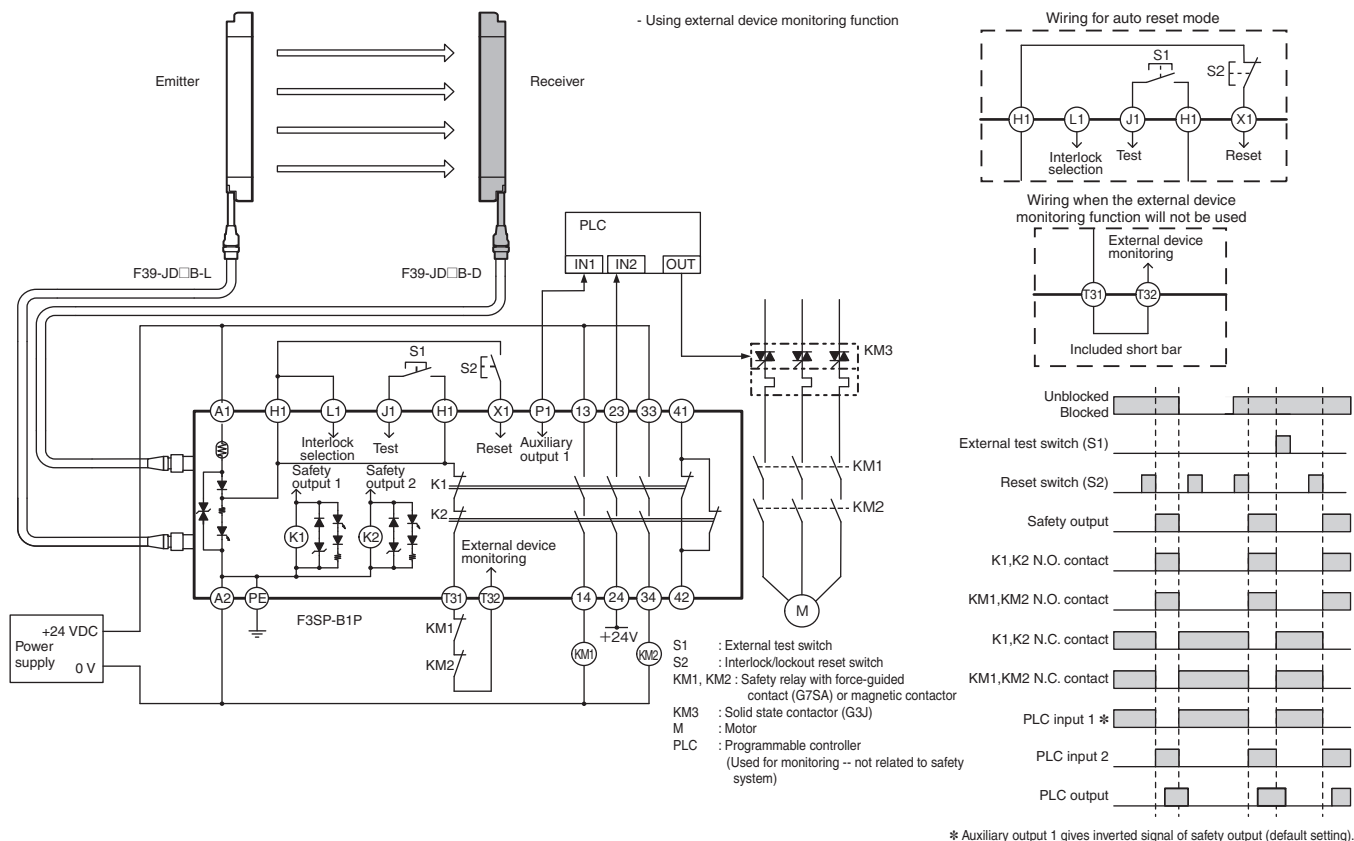 - Using external device monitoring function
Emitter
Receiver
F39-JD□B-L
F39-JD□B-D
PLC
IN1 IN2 OUT
KM3
S1
S2
A1 H1 L1 J1 H1 X1 P1 13 23 33 41
Interlock selection
Test
Reset
Auxiliary output 1
Safety output 1
Safety output 2
K1
K2
K1
K2
External device monitoring
KM1
KM2
M
A2 PE T31 T32 14 24 34 42
F3SP-B1P
+24V
KM1
KM2
KM1
KM2
+24 VDC
Power supply
0 V
S1 : External test switch
S2 : Interlock/lockout reset switch
KM1, KM2 : Safety relay with force-guided
contact (G7SA) or magnetic contactor
KM3 : Solid state contactor (G3J)
M : Motor
PLC : Programmable controller
(Used for monitoring -- not related to safety
system)
Wiring for auto reset mode
S1
S2
H1 L1 J1 H1 X1
Interlock selection
Test
Reset
Wiring when the external device
monitoring function will not be used
External device
monitoring
T31 T32
Included short bar
Unblocked
Blocked
External test switch (S1)
Reset switch (S2)
Safety output
K1,K2 N.O. contact
KM1,KM2 N.O. contact
K1,K2 N.C. contact
KM1,KM2 N.C. contact
PLC input 1 ✻
PLC input 2
PLC output
✻ Auxiliary output 1 gives inverted signal of safety output (default setting).